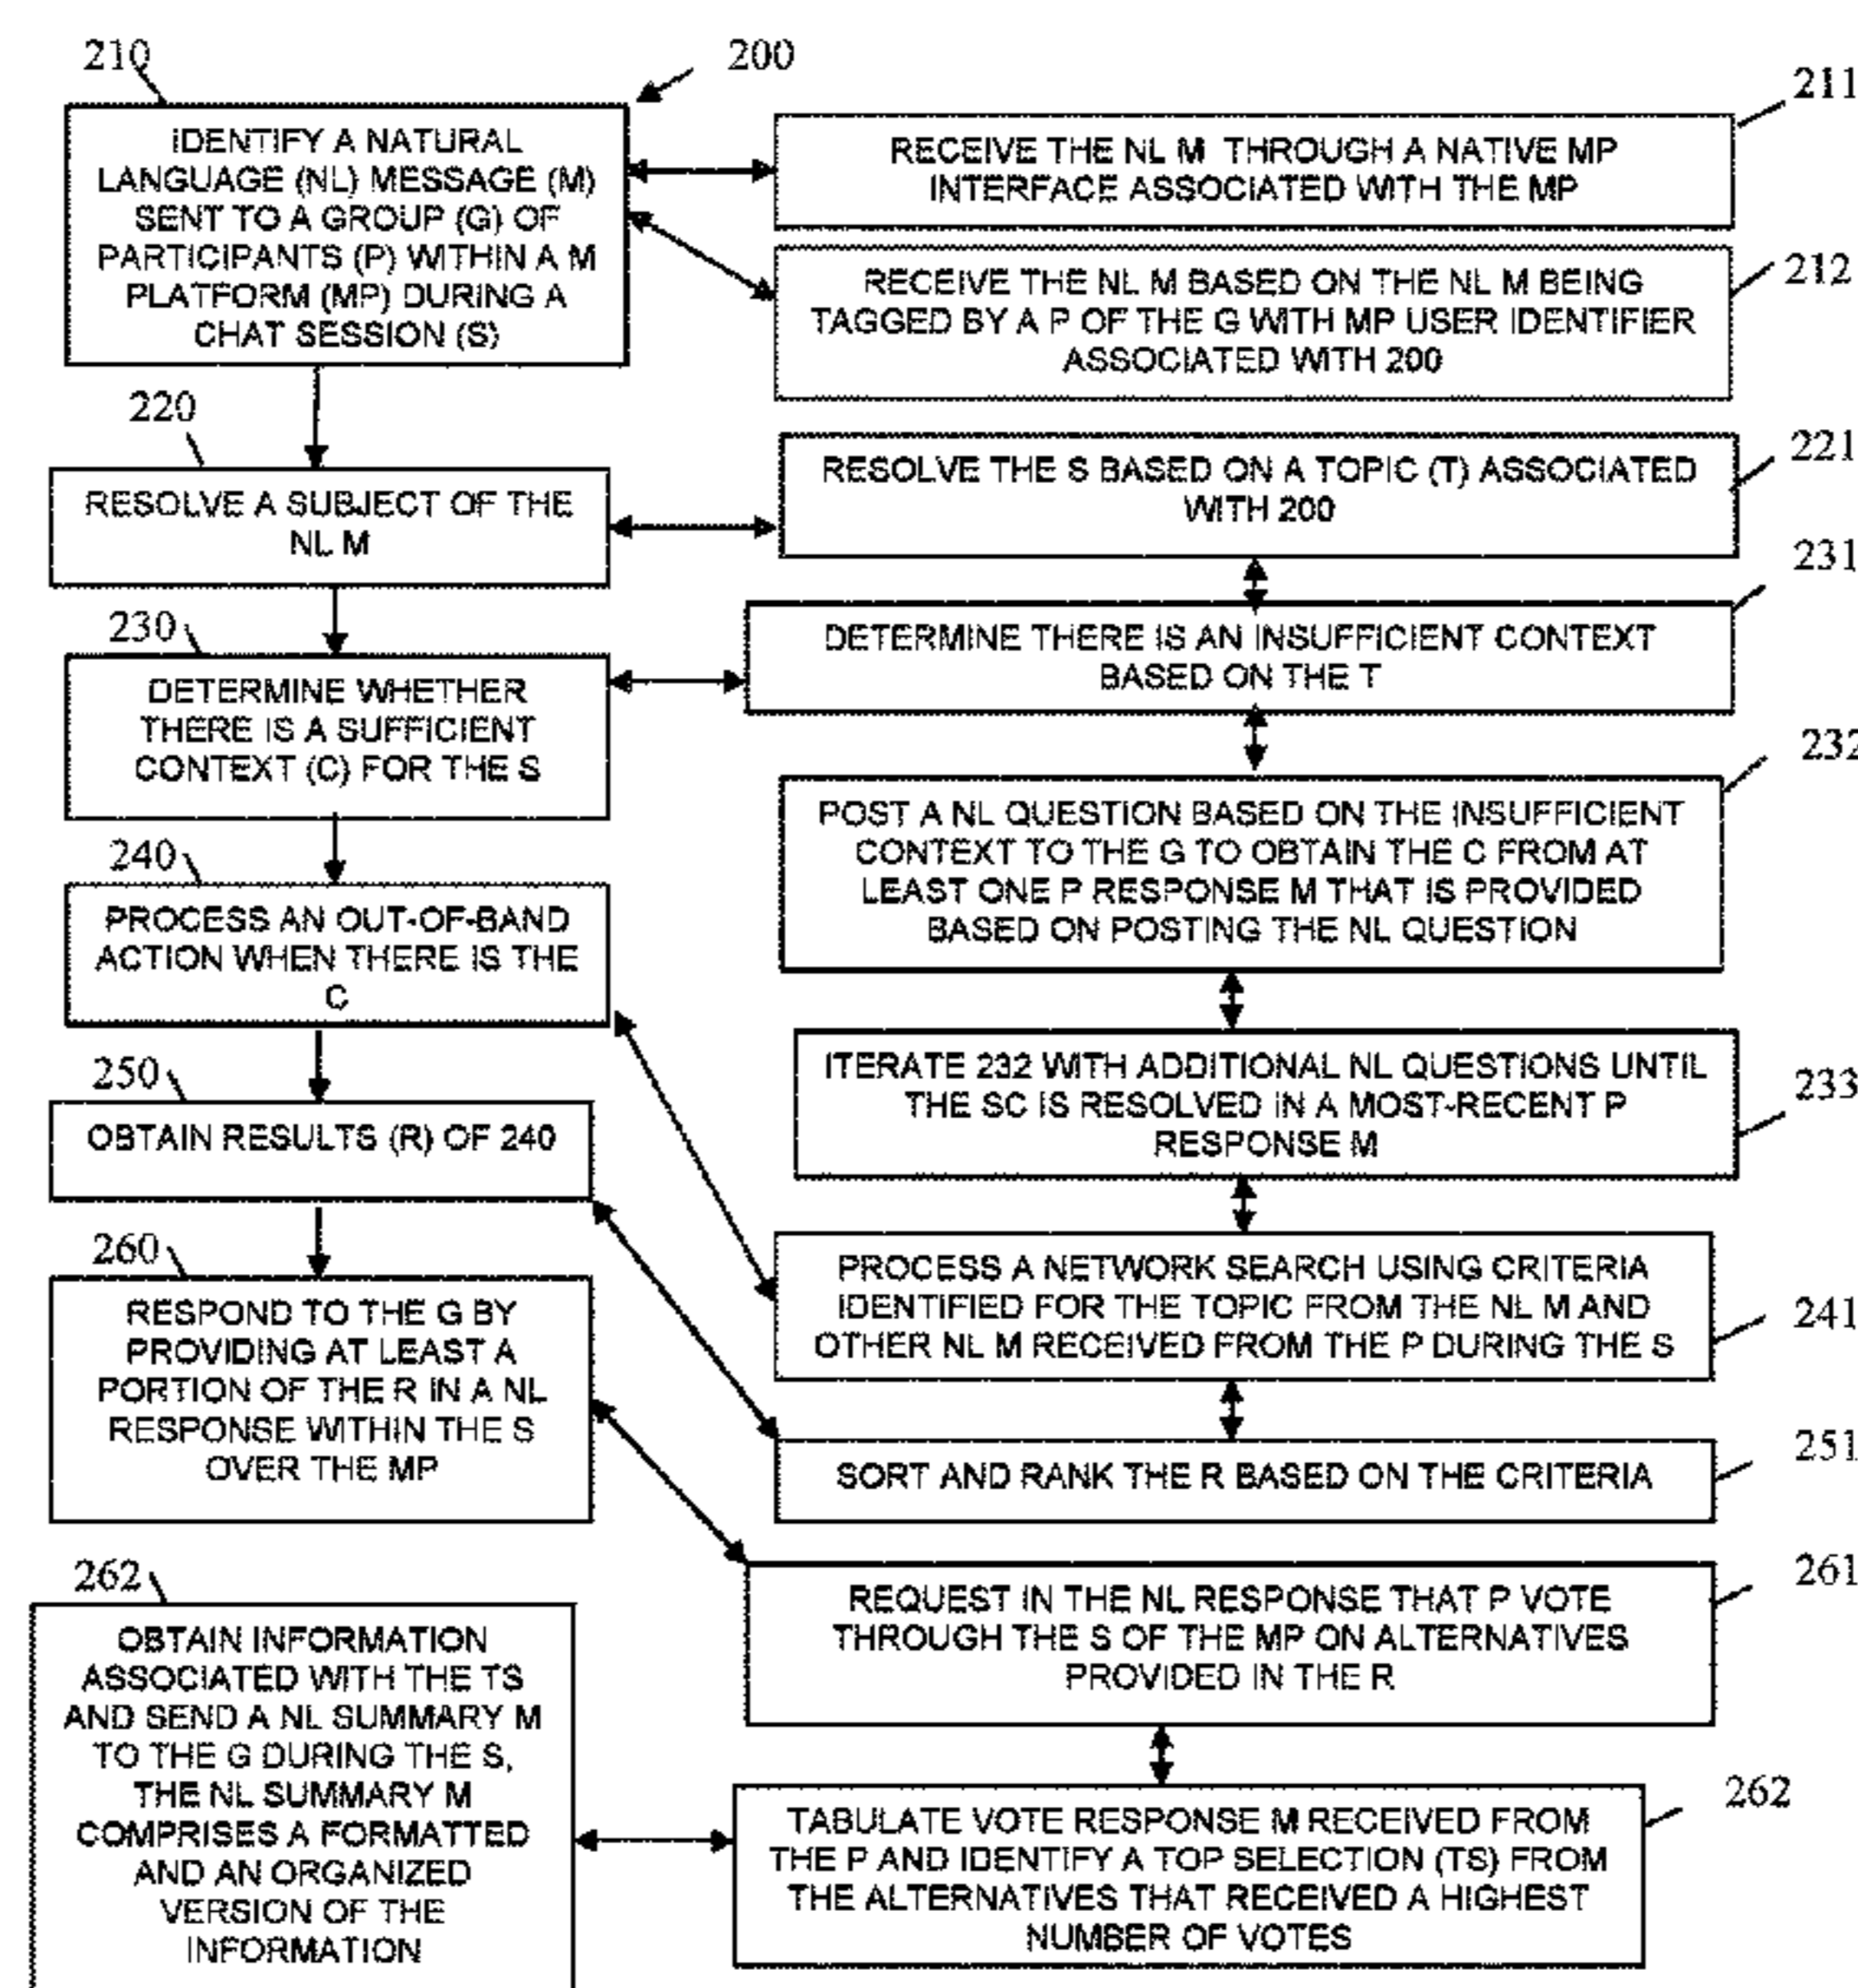 210
200
IDENTIFY A NATURAL
LANGUAGE (NL) MESSAGE (M)
SENT TO A GROUP (G) OF
PARTICIPANTS (P) WITHIN A M
PLATFORM (MP) DURING A
CHAT SESSION (S)
211
RECEIVE THE NL M THROUGH A NATIVE MP
INTERFACE ASSOCIATED WITH THE MP
212
RECEIVE THE NL M BASED ON THE NL M BEING
TAGGED BY A P OF THE G WITH MP USER IDENTIFIER
ASSOCIATED WITH 200
220
RESOLVE A SUBJECT OF THE
NL M
221
RESOLVE THE S BASED ON A TOPIC (T) ASSOCIATED
WITH 200
230
DETERMINE WHETHER
THERE IS A SUFFICIENT
CONTEXT (C) FOR THE S
231
DETERMINE THERE IS AN INSUFFICIENT CONTEXT
BASED ON THE T
232
POST A NL QUESTION BASED ON THE INSUFFICIENT
CONTEXT TO THE G TO OBTAIN THE C FROM AT
LEAST ONE P RESPONSE M THAT IS PROVIDED
BASED ON POSTING THE NL QUESTION
240
PROCESS AN OUT-OF-BAND
ACTION WHEN THERE IS THE
C
233
ITERATE 232 WITH ADDITIONAL NL QUESTIONS UNTIL
THE SC IS RESOLVED IN A MOST-RECENT P
RESPONSE M
250
OBTAIN RESULTS (R) OF 240
241
PROCESS A NETWORK SEARCH USING CRITERIA
IDENTIFIED FOR THE TOPIC FROM THE NL M AND
OTHER NL M RECEIVED FROM THE P DURING THE S
260
RESPOND TO THE G BY
PROVIDING AT LEAST A
PORTION OF THE R IN A NL
RESPONSE WITHIN THE S
OVER THE MP
251
SORT AND RANK THE R BASED ON THE CRITERIA
261
REQUEST IN THE NL RESPONSE THAT P VOTE
THROUGH THE S OF THE MP ON ALTERNATIVES
PROVIDED IN THE R
262
OBTAIN INFORMATION
ASSOCIATED WITH THE TS
AND SEND A NL SUMMARY M
TO THE G DURING THE S,
THE NL SUMMARY M
COMPRISES A FORMATTED
AND AN ORGANIZED
VERSION OF THE
INFORMATION
262
TABULATE VOTE RESPONSE M RECEIVED FROM
THE P AND IDENTIFY A TOP SELECTION (TS) FROM
THE ALTERNATIVES THAT RECEIVED A HIGHEST
NUMBER OF VOTES